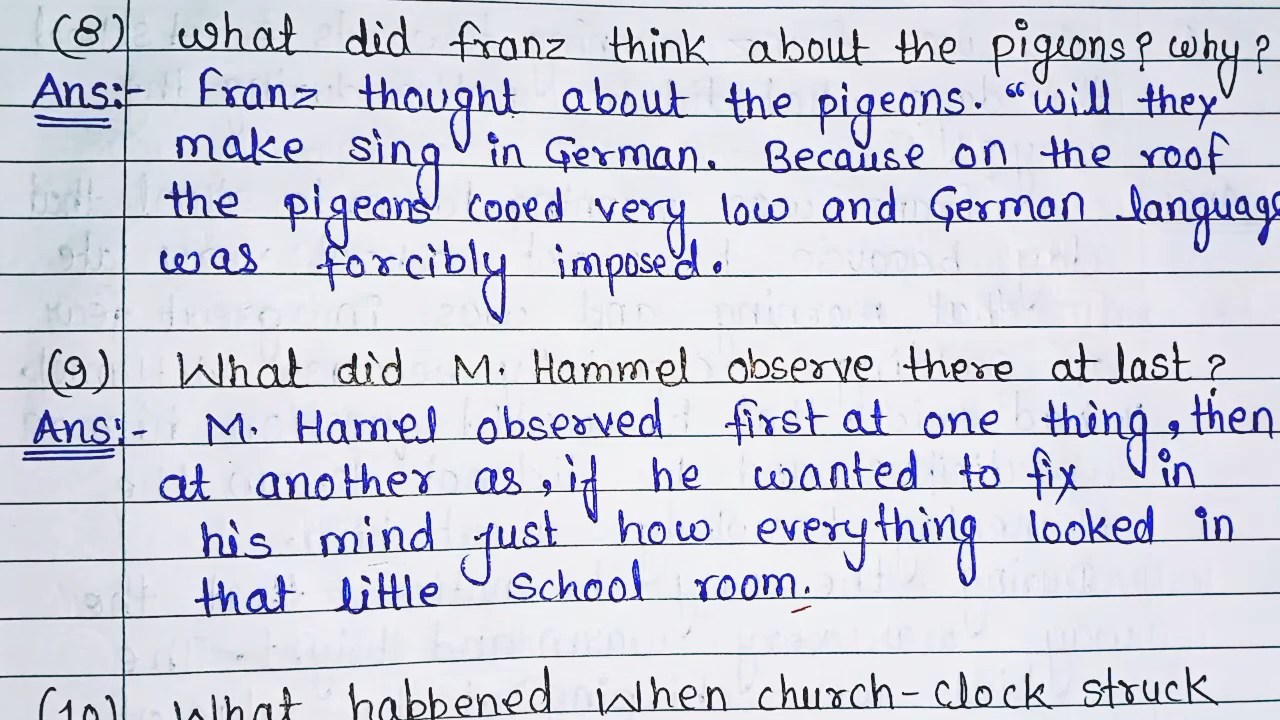 (8) What did franz think about the pigeons? why?
Ans:- Franz thought about the pigeons. "will they
make sing in German. Because on the roof
the pigeons cooed very low and German languag
was forcibly imposed.
(9) What did M. Hammel observe there at last?
Ans:- M. Hamel observed first at one thing, then
at another as, if he wanted to fix in
his mind just how everything looked in
that little school room.
(10) What habbened when church-clock struck